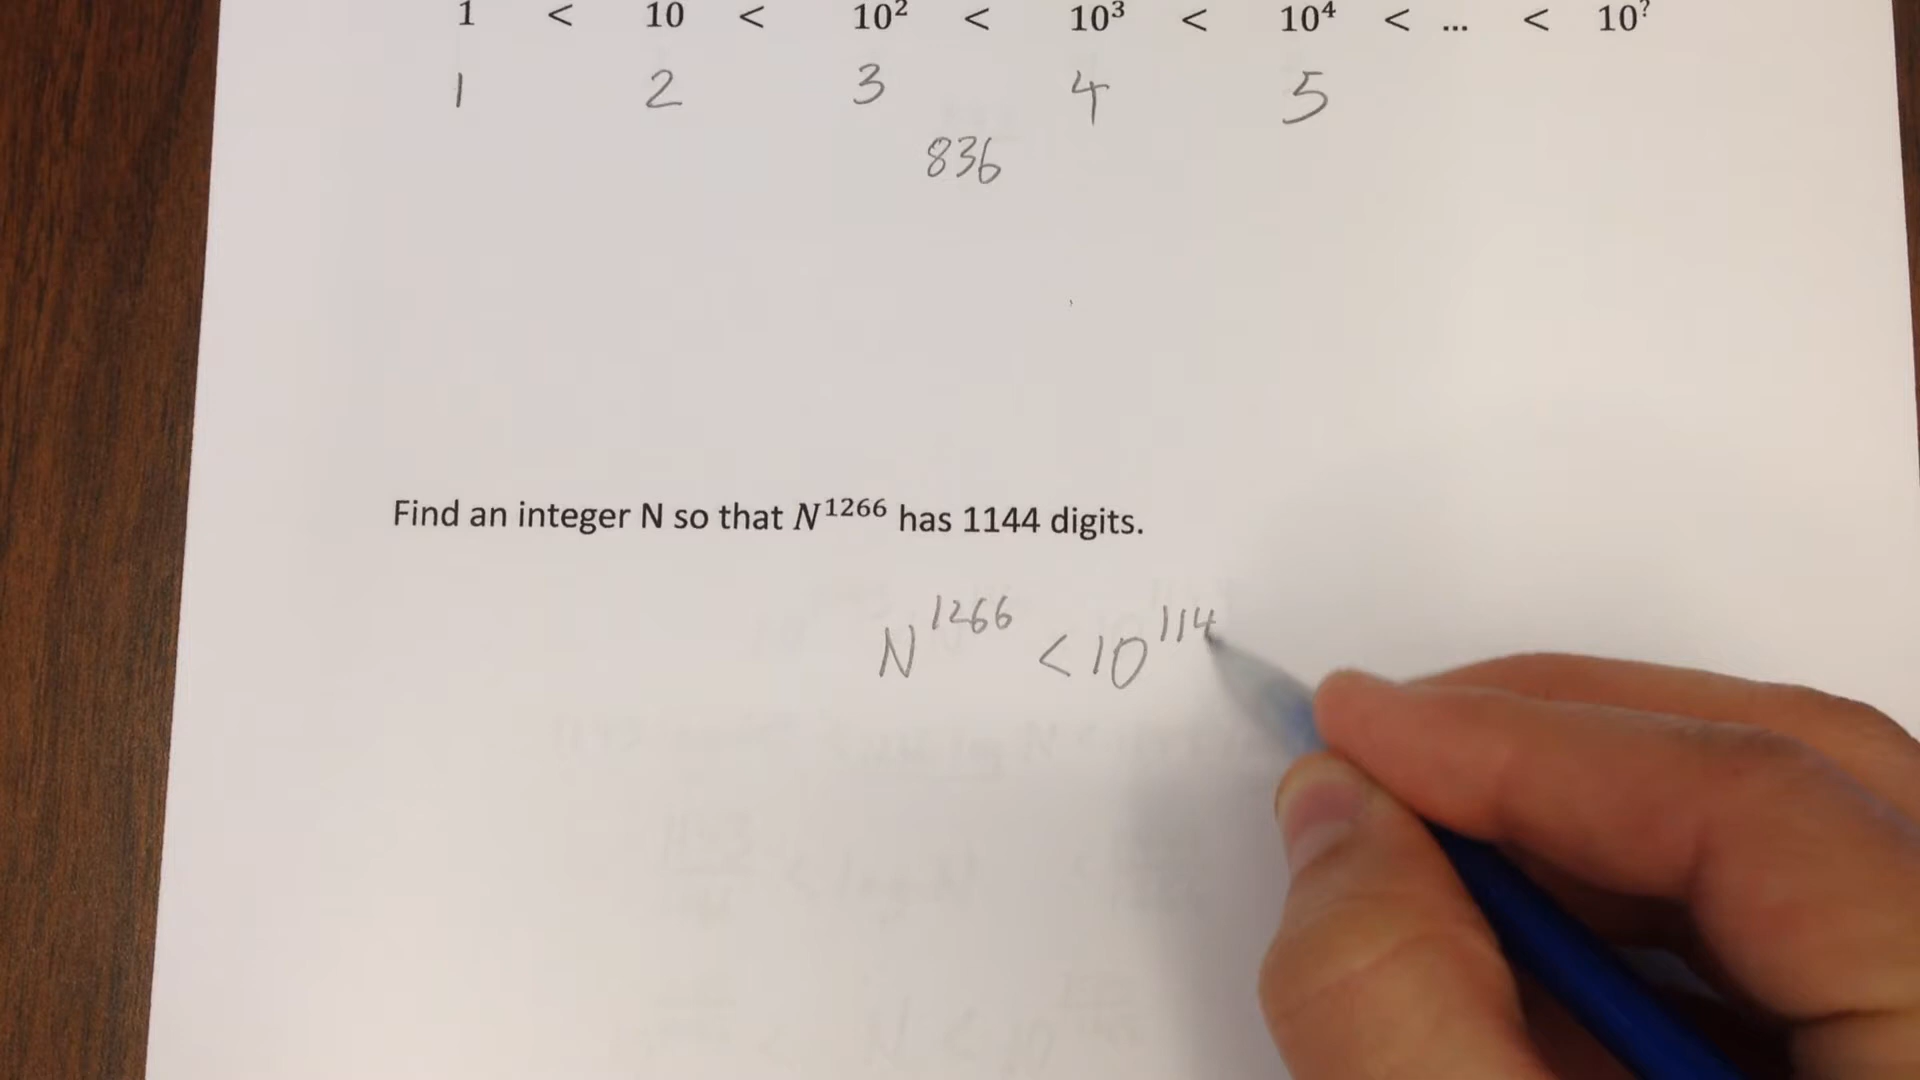 1 < 10 < 10² < 10³ < 10⁴ < ... < 10?
1 2 3 4 5
836
Find an integer N so that N¹²⁶⁶ has 1144 digits.
N¹²⁶⁶ < 10¹¹⁴